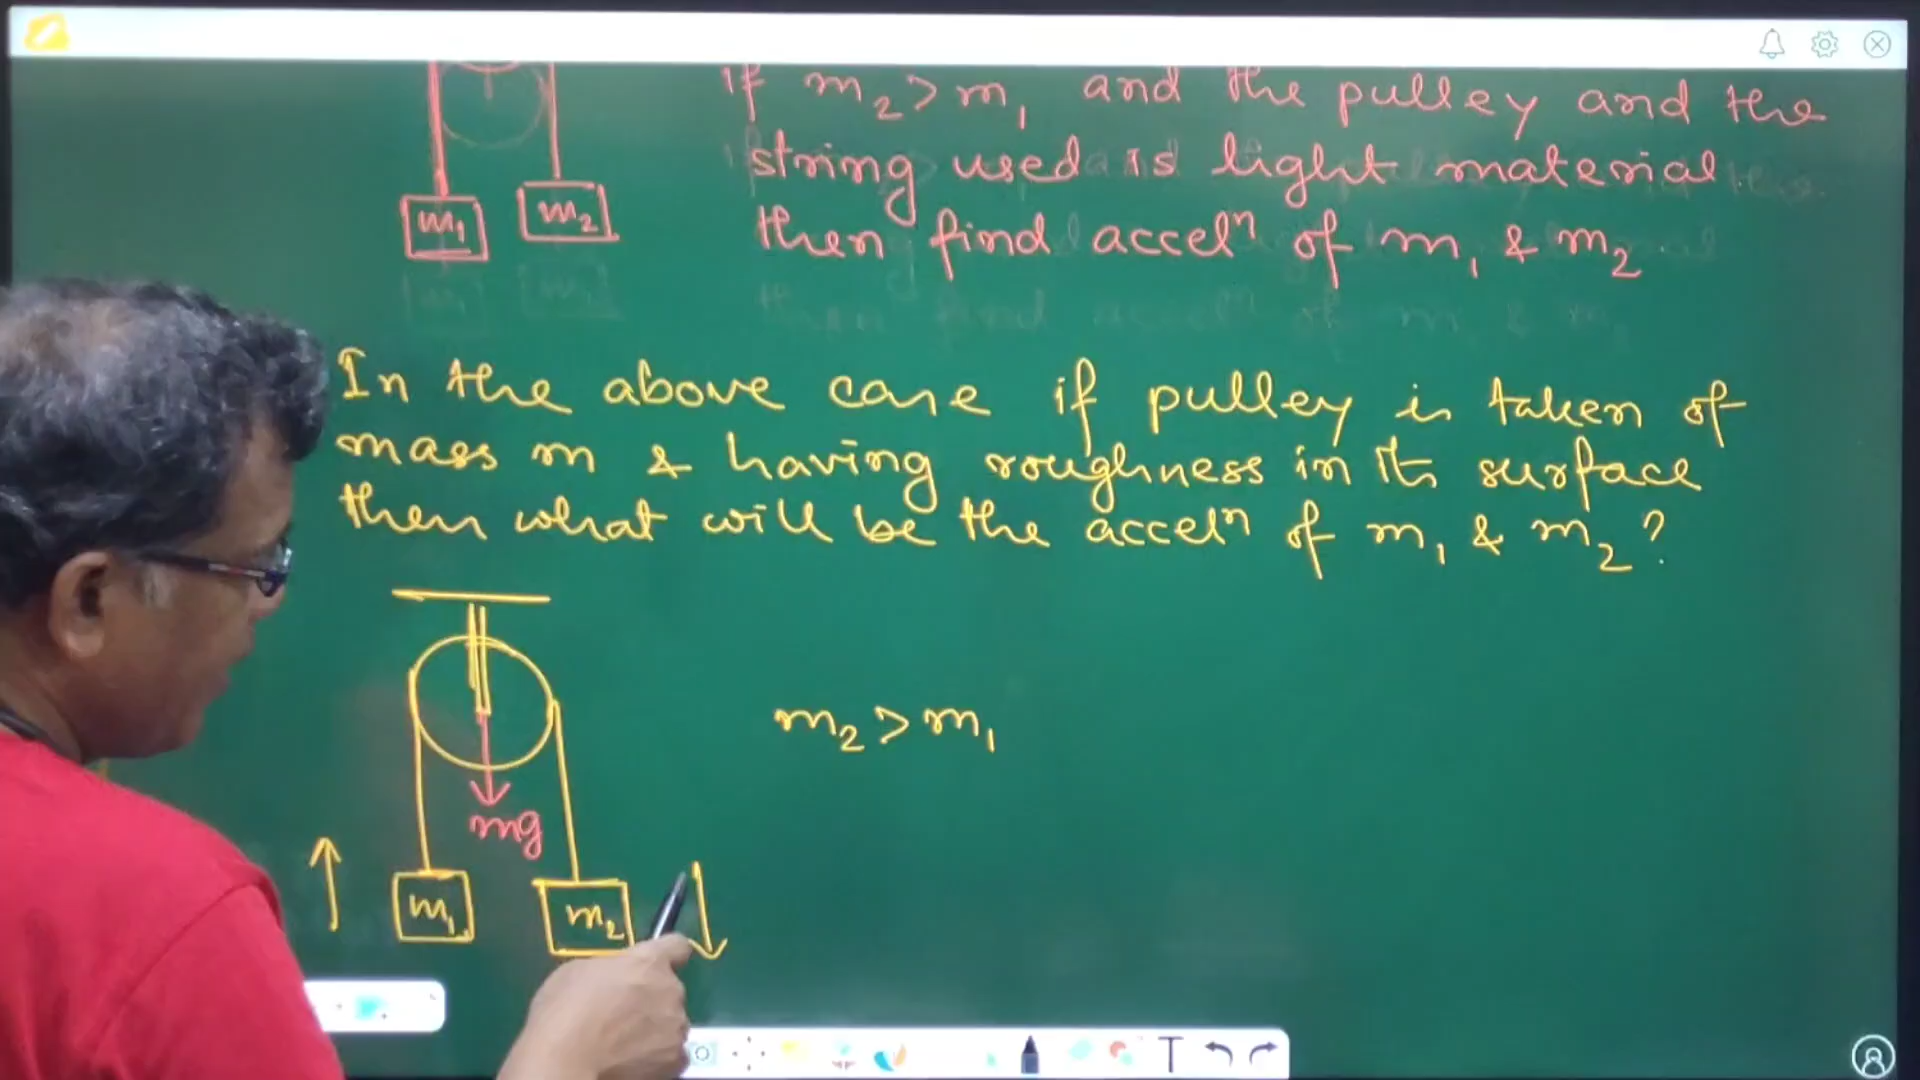 if m₂ > m₁ and the pulley and the
string used is light material
then find accelⁿ of m₁ & m₂
m₁
m₂
In the above case if pulley is taken of
mass m & having roughness in its surface
then what will be the accelⁿ of m₁ & m₂ ?
m₂ > m₁
mg
m₁
m₂
T